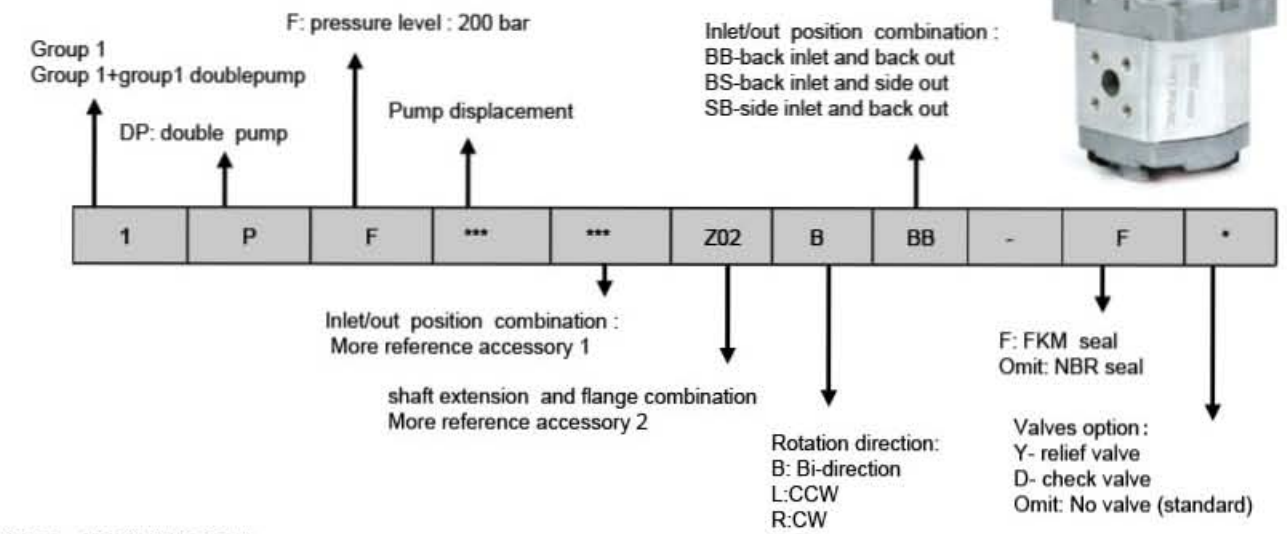 F: pressure level : 200 bar
Group 1
Group 1+group1 doublepump
DP: double pump
Pump displacement
Inlet/out position combination :
BB-back inlet and back out
BS-back inlet and side out
SB-side inlet and back out
1 P F *** *** Z02 B BB - F *
Inlet/out position combination :
More reference accessory 1
shaft extension and flange combination
More reference accessory 2
Rotation direction:
B: Bi-direction
L:CCW
R:CW
F: FKM seal
Omit: NBR seal
Valves option:
Y- relief valve
D- check valve
Omit: No valve (standard)